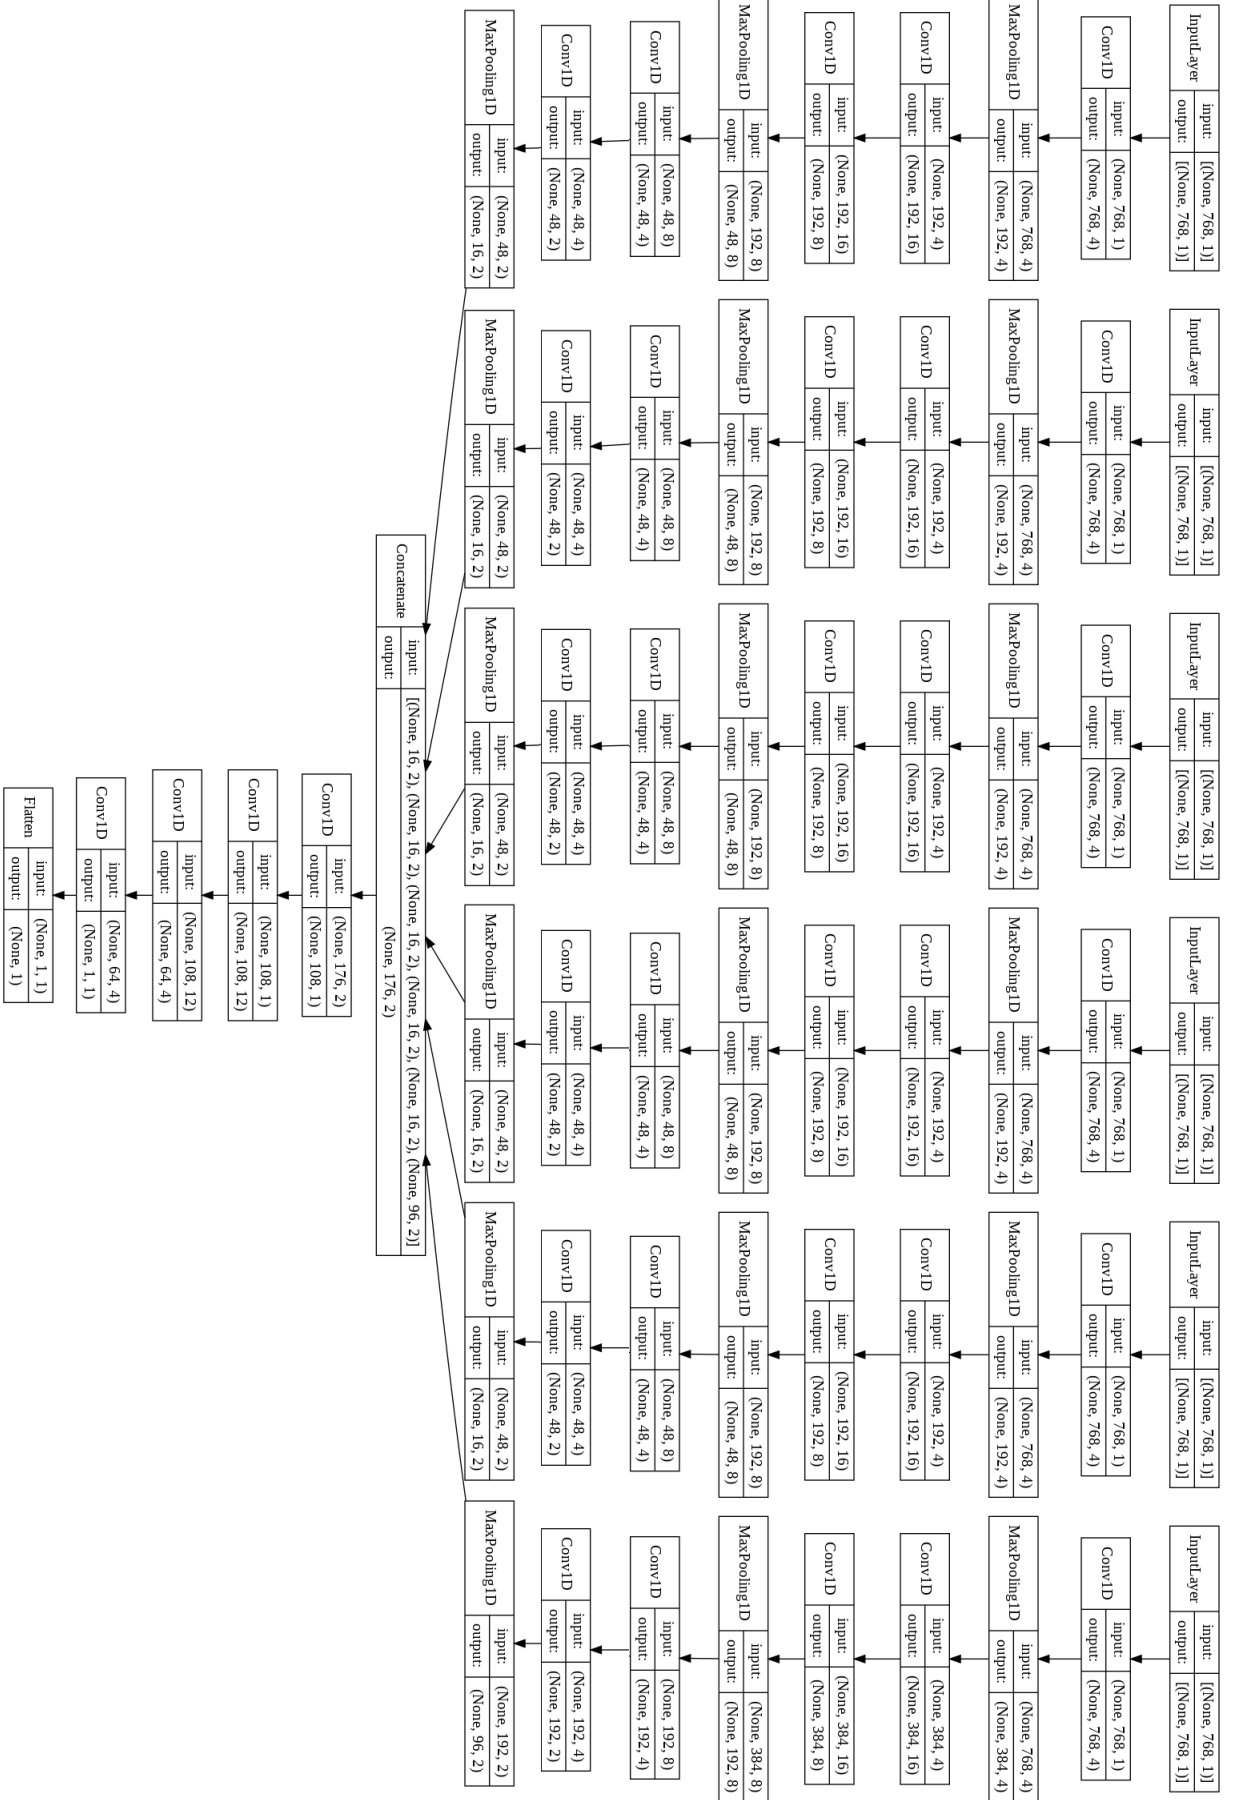 InputLayer
input: [(None, 768, 1)]
output: [(None, 768, 1)]
InputLayer
input: [(None, 768, 1)]
output: [(None, 768, 1)]
InputLayer
input: [(None, 768, 1)]
output: [(None, 768, 1)]
InputLayer
input: [(None, 768, 1)]
output: [(None, 768, 1)]
InputLayer
input: [(None, 768, 1)]
output: [(None, 768, 1)]
InputLayer
input: [(None, 768, 1)]
output: [(None, 768, 1)]
Conv1D
input: (None, 768, 1)
output: (None, 768, 4)
Conv1D
input: (None, 768, 1)
output: (None, 768, 4)
Conv1D
input: (None, 768, 1)
output: (None, 768, 4)
Conv1D
input: (None, 768, 1)
output: (None, 768, 4)
Conv1D
input: (None, 768, 1)
output: (None, 768, 4)
Conv1D
input: (None, 768, 1)
output: (None, 768, 4)
MaxPooling1D
input: (None, 768, 4)
output: (None, 192, 4)
MaxPooling1D
input: (None, 768, 4)
output: (None, 192, 4)
MaxPooling1D
input: (None, 768, 4)
output: (None, 192, 4)
MaxPooling1D
input: (None, 768, 4)
output: (None, 192, 4)
MaxPooling1D
input: (None, 768, 4)
output: (None, 192, 4)
MaxPooling1D
input: (None, 768, 4)
output: (None, 384, 4)
Conv1D
input: (None, 192, 4)
output: (None, 192, 16)
Conv1D
input: (None, 192, 4)
output: (None, 192, 16)
Conv1D
input: (None, 192, 4)
output: (None, 192, 16)
Conv1D
input: (None, 192, 4)
output: (None, 192, 16)
Conv1D
input: (None, 192, 4)
output: (None, 192, 16)
Conv1D
input: (None, 384, 4)
output: (None, 384, 16)
Conv1D
input: (None, 192, 16)
output: (None, 192, 8)
Conv1D
input: (None, 192, 16)
output: (None, 192, 8)
Conv1D
input: (None, 192, 16)
output: (None, 192, 8)
Conv1D
input: (None, 192, 16)
output: (None, 192, 8)
Conv1D
input: (None, 192, 16)
output: (None, 192, 8)
Conv1D
input: (None, 384, 16)
output: (None, 384, 8)
MaxPooling1D
input: (None, 192, 8)
output: (None, 48, 8)
MaxPooling1D
input: (None, 192, 8)
output: (None, 48, 8)
MaxPooling1D
input: (None, 192, 8)
output: (None, 48, 8)
MaxPooling1D
input: (None, 192, 8)
output: (None, 48, 8)
MaxPooling1D
input: (None, 192, 8)
output: (None, 48, 8)
MaxPooling1D
input: (None, 384, 8)
output: (None, 192, 8)
Conv1D
input: (None, 48, 8)
output: (None, 48, 4)
Conv1D
input: (None, 48, 8)
output: (None, 48, 4)
Conv1D
input: (None, 48, 8)
output: (None, 48, 4)
Conv1D
input: (None, 48, 8)
output: (None, 48, 4)
Conv1D
input: (None, 48, 8)
output: (None, 48, 4)
Conv1D
input: (None, 192, 8)
output: (None, 192, 4)
Conv1D
input: (None, 48, 4)
output: (None, 48, 2)
Conv1D
input: (None, 48, 4)
output: (None, 48, 2)
Conv1D
input: (None, 48, 4)
output: (None, 48, 2)
Conv1D
input: (None, 48, 4)
output: (None, 48, 2)
Conv1D
input: (None, 48, 4)
output: (None, 48, 2)
Conv1D
input: (None, 192, 4)
output: (None, 192, 2)
MaxPooling1D
input: (None, 48, 2)
output: (None, 16, 2)
MaxPooling1D
input: (None, 48, 2)
output: (None, 16, 2)
MaxPooling1D
input: (None, 48, 2)
output: (None, 16, 2)
MaxPooling1D
input: (None, 48, 2)
output: (None, 16, 2)
MaxPooling1D
input: (None, 48, 2)
output: (None, 16, 2)
MaxPooling1D
input: (None, 192, 2)
output: (None, 96, 2)
Concatenate
input: [(None, 16, 2), (None, 16, 2), (None, 16, 2), (None, 16, 2), (None, 16, 2), (None, 96, 2)]
output: (None, 176, 2)
Conv1D
input: (None, 176, 2)
output: (None, 108, 1)
Conv1D
input: (None, 108, 1)
output: (None, 108, 12)
Conv1D
input: (None, 108, 12)
output: (None, 64, 4)
Conv1D
input: (None, 64, 4)
output: (None, 1, 1)
Flatten
input: (None, 1, 1)
output: (None, 1)